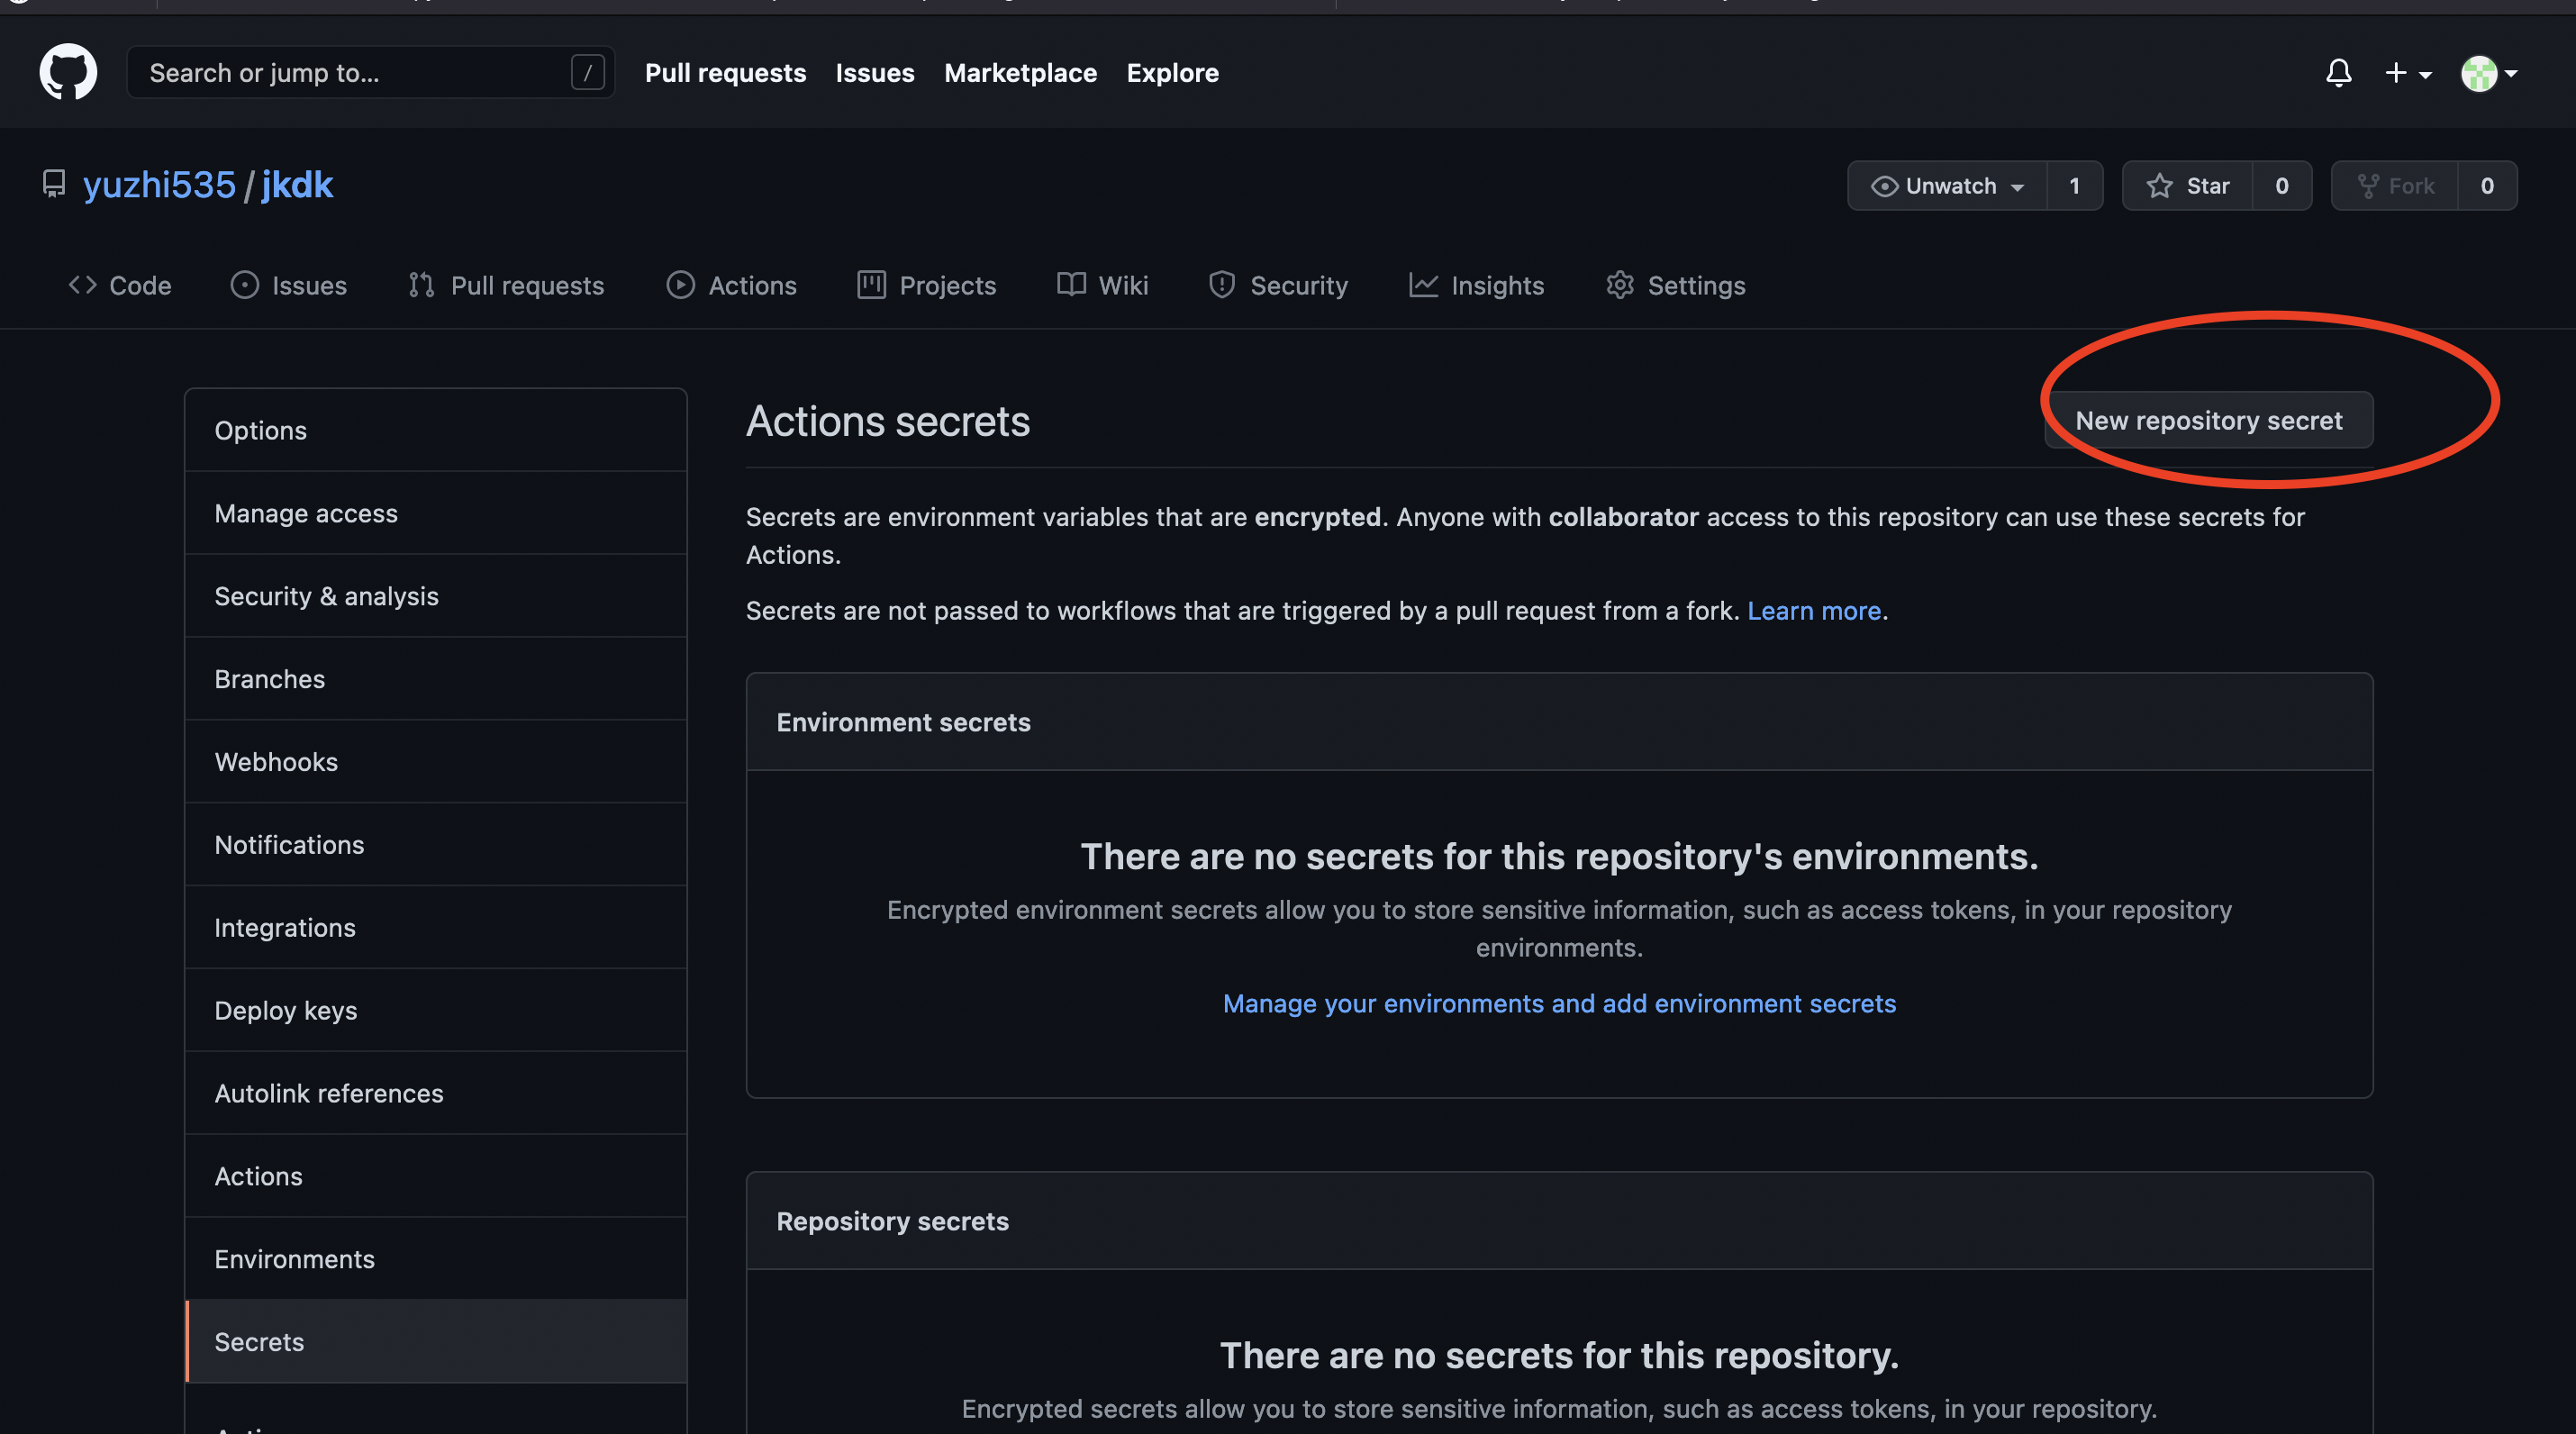 Search or jump to...
/
Pull requests
Issues
Marketplace
Explore
yuzhi535 / jkdk
Unwatch
1
Star
0
Fork
0
Code
Issues
Pull requests
Actions
Projects
Wiki
Security
Insights
Settings
Options
Manage access
Security & analysis
Branches
Webhooks
Notifications
Integrations
Deploy keys
Autolink references
Actions
Environments
Secrets
Actions secrets
New repository secret
Secrets are environment variables that are encrypted. Anyone with collaborator access to this repository can use these secrets for
Actions.
Secrets are not passed to workflows that are triggered by a pull request from a fork. Learn more.
Environment secrets
There are no secrets for this repository's environments.
Encrypted environment secrets allow you to store sensitive information, such as access tokens, in your repository
environments.
Manage your environments and add environment secrets
Repository secrets
There are no secrets for this repository.
Encrypted secrets allow you to store sensitive information, such as access tokens, in your repository.